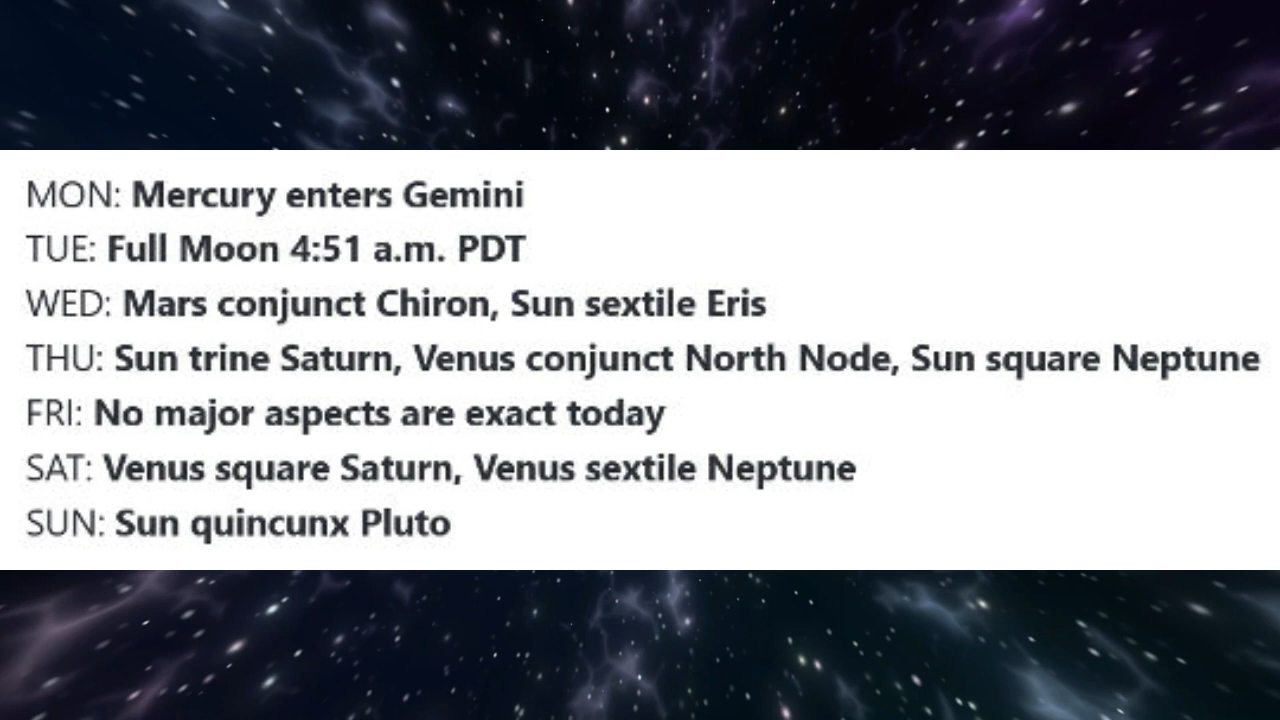 MON: Mercury enters Gemini
TUE: Full Moon 4:51 a.m. PDT
WED: Mars conjunct Chiron, Sun sextile Eris
THU: Sun trine Saturn, Venus conjunct North Node, Sun square Neptune
FRI: No major aspects are exact today
SAT: Venus square Saturn, Venus sextile Neptune
SUN: Sun quincunx Pluto